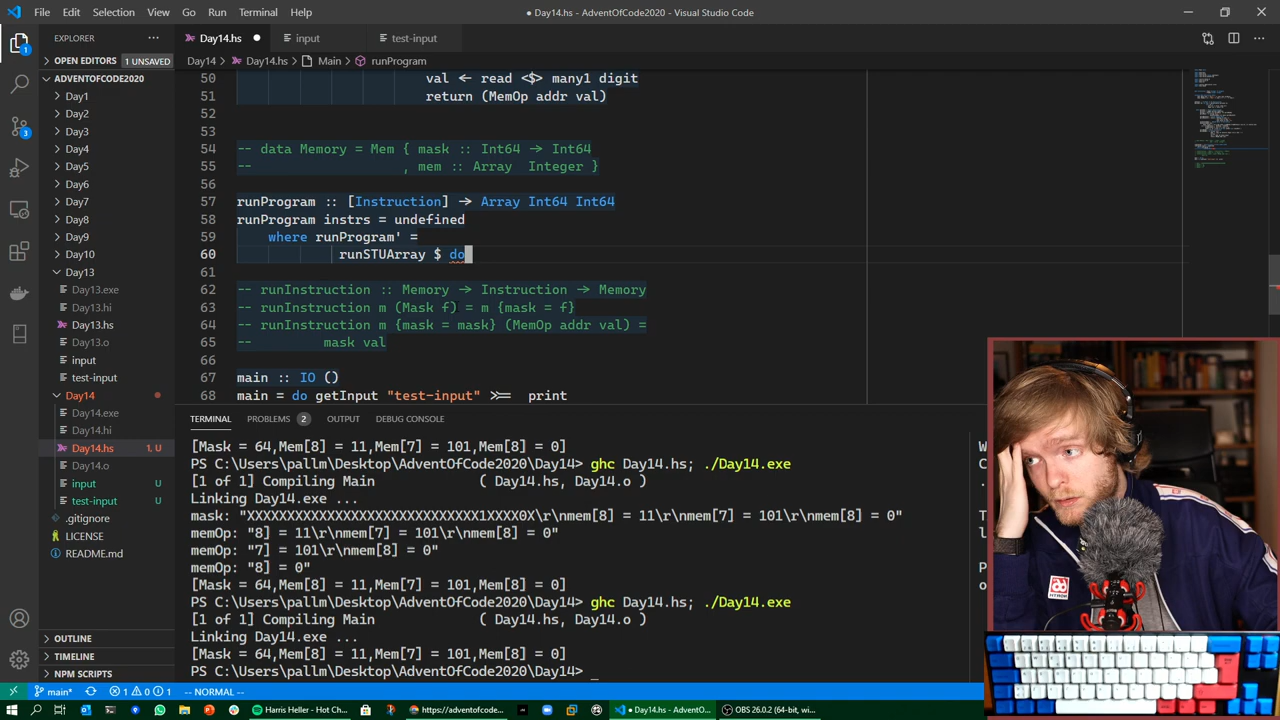 File Edit Selection View Go Run Terminal Help
● Day14.hs - AdventOfCode2020 - Visual Studio Code
EXPLORER ···
Day14.hs ● input test-input
OPEN EDITORS 1 UNSAVED
Day14 > Day14.hs > Main > runProgram
ADVENTOFCODE2020
Day1
Day2
Day3
Day4
Day5
Day6
Day7
Day8
Day9
Day10
Day13
Day13.exe
Day13.hi
Day13.hs
Day13.o
input
test-input
Day14
Day14.exe
Day14.hi
Day14.hs 1, U
Day14.o
input U
test-input U
.gitignore
LICENSE
README.md
OUTLINE
TIMELINE
NPM SCRIPTS
1
3
50 val <- read <$> many1 digit
51 return (MemOp addr val)
52
53
54 -- data Memory = Mem { mask :: Int64 -> Int64
55 -- , mem :: Array Integer }
56
57 runProgram :: [Instruction] -> Array Int64 Int64
58 runProgram instrs = undefined
59 where runProgram' =
60 runSTUArray $ do
61
62 -- runInstruction :: Memory -> Instruction -> Memory
63 -- runInstruction m (Mask f) = m {mask = f}
64 -- runInstruction m {mask = mask} (MemOp addr val) =
65 -- mask val
66
67 main :: IO ()
68 main = do getInput "test-input" >>= print
TERMINAL PROBLEMS 2 OUTPUT DEBUG CONSOLE
[Mask = 64,Mem[8] = 11,Mem[7] = 101,Mem[8] = 0]
PS C:\Users\pallm\Desktop\AdventOfCode2020\Day14> ghc Day14.hs; ./Day14.exe
[1 of 1] Compiling Main ( Day14.hs, Day14.o )
Linking Day14.exe ...
mask: "XXXXXXXXXXXXXXXXXXXXXXXXXXXXX1XXXX0X\r\nmem[8] = 11\r\nmem[7] = 101\r\nmem[8] = 0"
memOp: "8] = 11\r\nmem[7] = 101\r\nmem[8] = 0"
memOp: "7] = 101\r\nmem[8] = 0"
memOp: "8] = 0"
[Mask = 64,Mem[8] = 11,Mem[7] = 101,Mem[8] = 0]
PS C:\Users\pallm\Desktop\AdventOfCode2020\Day14> ghc Day14.hs; ./Day14.exe
[1 of 1] Compiling Main ( Day14.hs, Day14.o )
Linking Day14.exe ...
[Mask = 64,Mem[8] = 11,Mem[7] = 101,Mem[8] = 0]
PS C:\Users\pallm\Desktop\AdventOfCode2020\Day14> _
main* 1 0 1 -- NORMAL --
Harris Heller - Hot Ch... https://adventofcode... ● Day14.hs - AdventO... OBS 26.0.2 (64-bit, w...